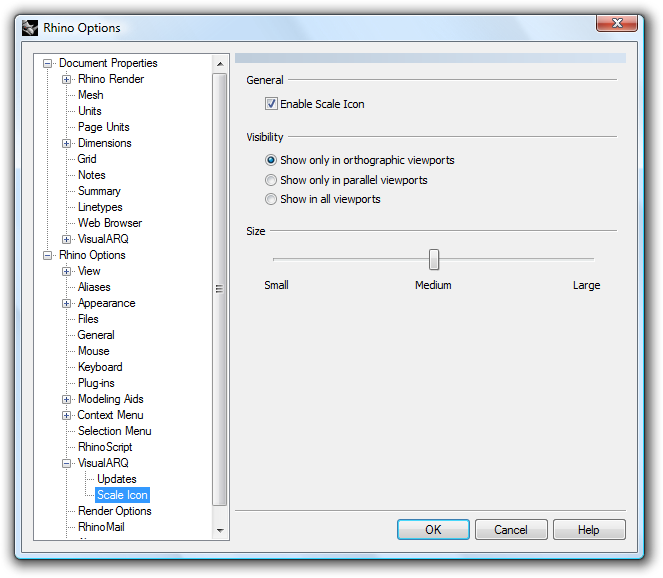 Rhino Options
Document Properties
Rhino Render
Mesh
Units
Page Units
Dimensions
Grid
Notes
Summary
Linetypes
Web Browser
VisualARQ
Rhino Options
View
Aliases
Appearance
Files
General
Mouse
Keyboard
Plug-ins
Modeling Aids
Context Menu
Selection Menu
RhinoScript
VisualARQ
Updates
Scale Icon
Render Options
RhinoMail
General
Enable Scale Icon
Visibility
Show only in orthographic viewports
Show only in parallel viewports
Show in all viewports
Size
Small Medium Large
OK Cancel Help